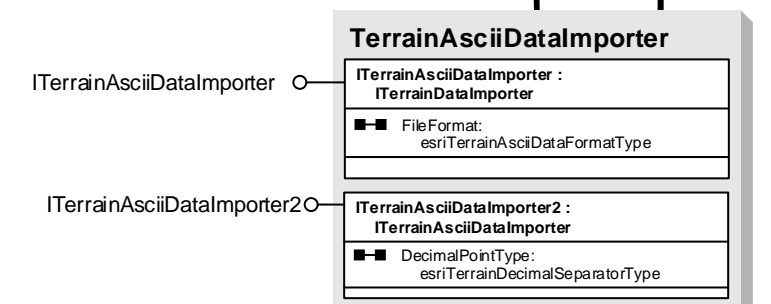 TerrainAsciiDataImporter
ITerrainAsciiDataImporter
ITerrainAsciiDataImporter :
ITerrainDataImporter
FileFormat:
esriTerrainAsciiDataFormatType
ITerrainAsciiDataImporter2
ITerrainAsciiDataImporter2 :
ITerrainAsciiDataImporter
DecimalPointType:
esriTerrainDecimalSeparatorType